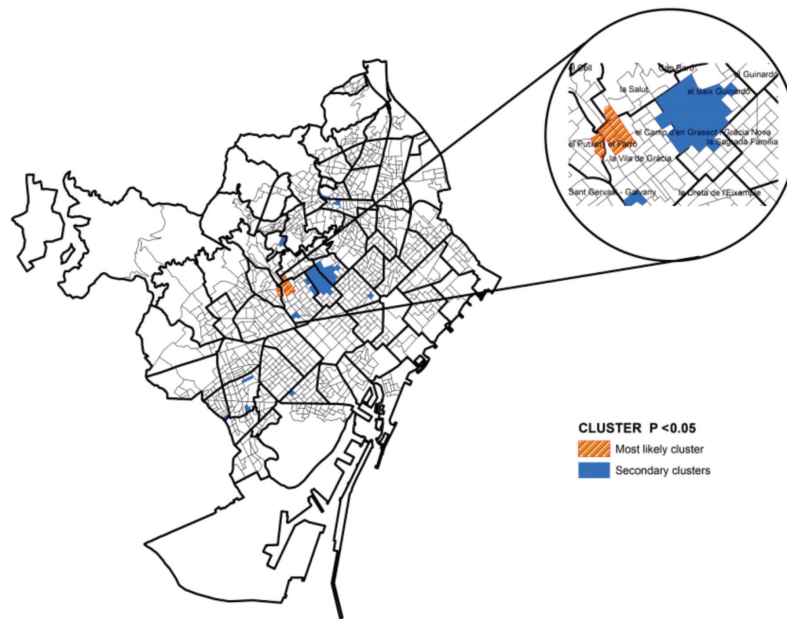 el Coll
Can Baró
el Guinardó
la Salut
el Baix Guinardó
el Camp d'en Grassot i Gràcia Nova
el Putxet i el Farró
la Sagrada Família
la Vila de Gràcia
Sant Gervasi - Galvany
la Dreta de l'Eixample
CLUSTER P <0.05
Most likely cluster
Secondary clusters